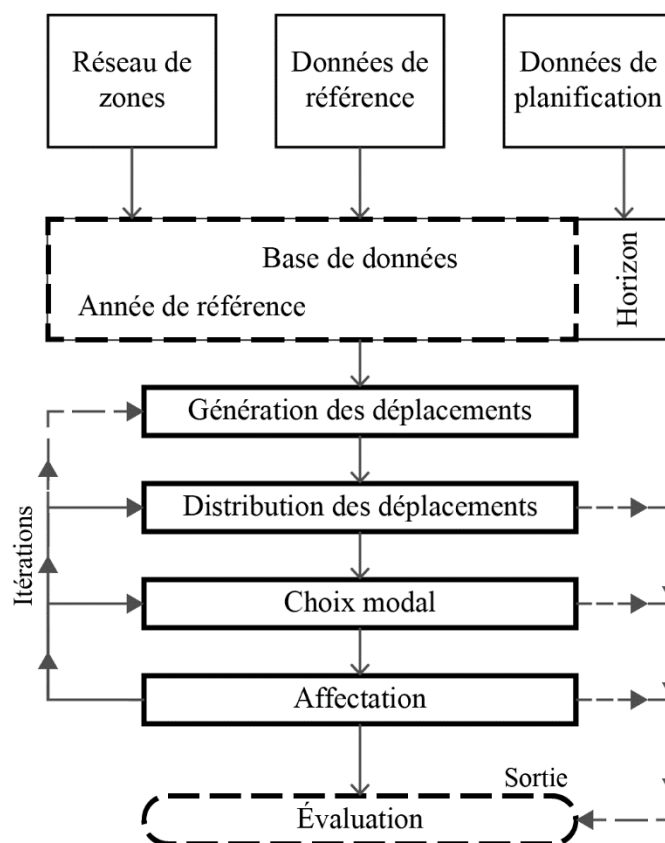 Réseau de
zones
Données de
référence
Données de
planification
Base de données
Année de référence
Horizon
Génération des déplacements
Distribution des déplacements
Choix modal
Affectation
Itérations
Sortie
Évaluation